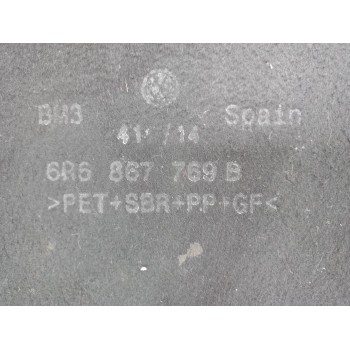 BM3 Spain
41 /14
6R6 867 769 B
>PET+SBR+PP+GF<